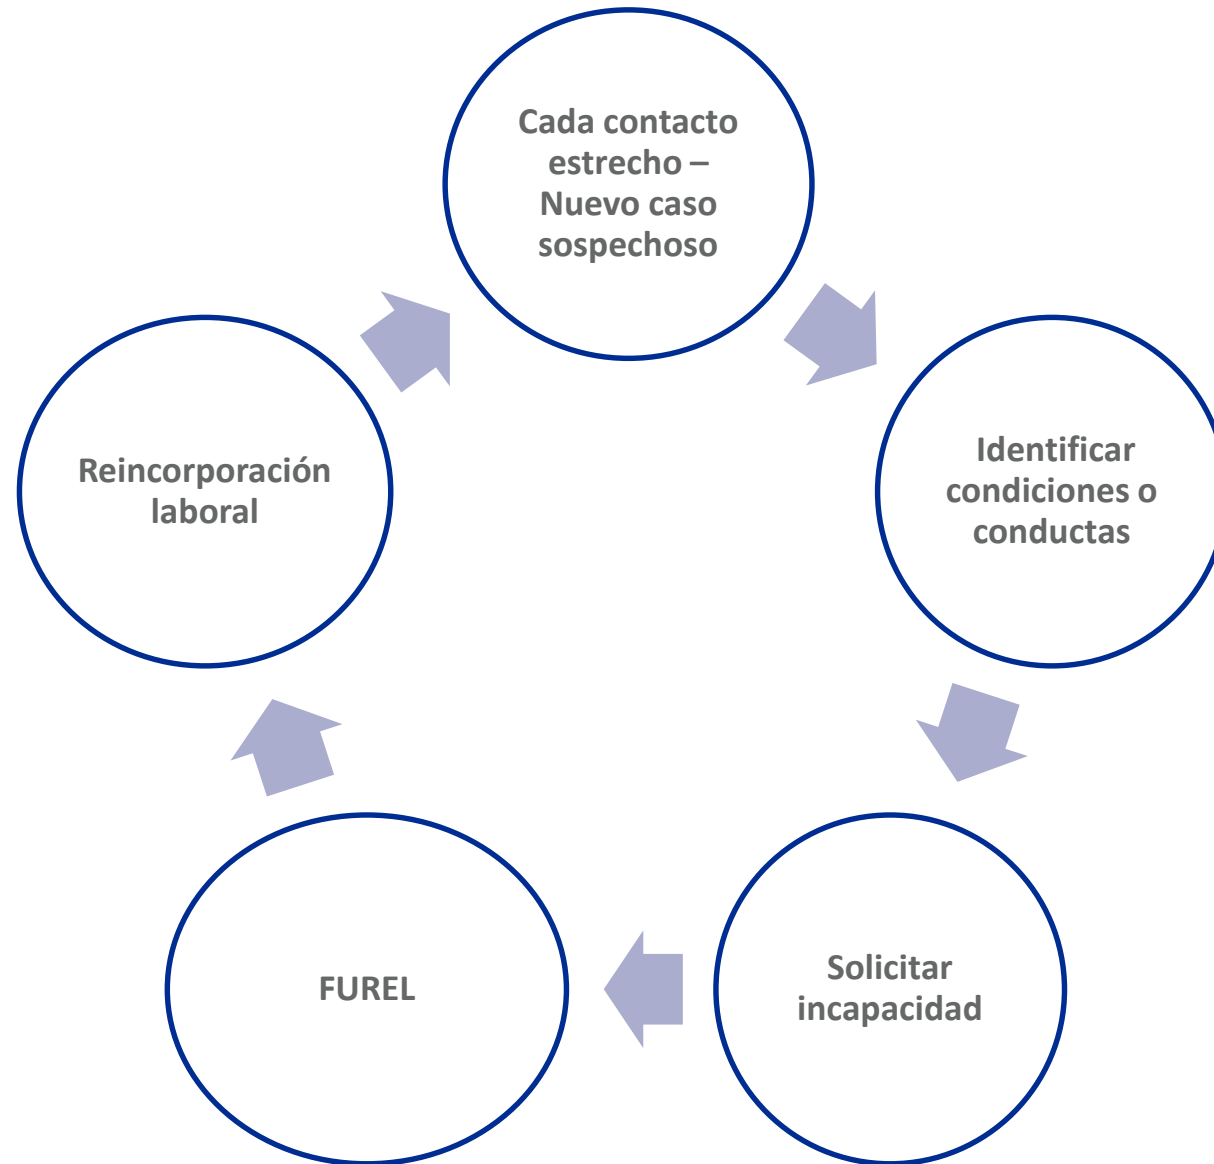 Cada contacto
estrecho –
Nuevo caso
sospechoso
Identificar
condiciones o
conductas
Solicitar
incapacidad
FUREL
Reincorporación
laboral